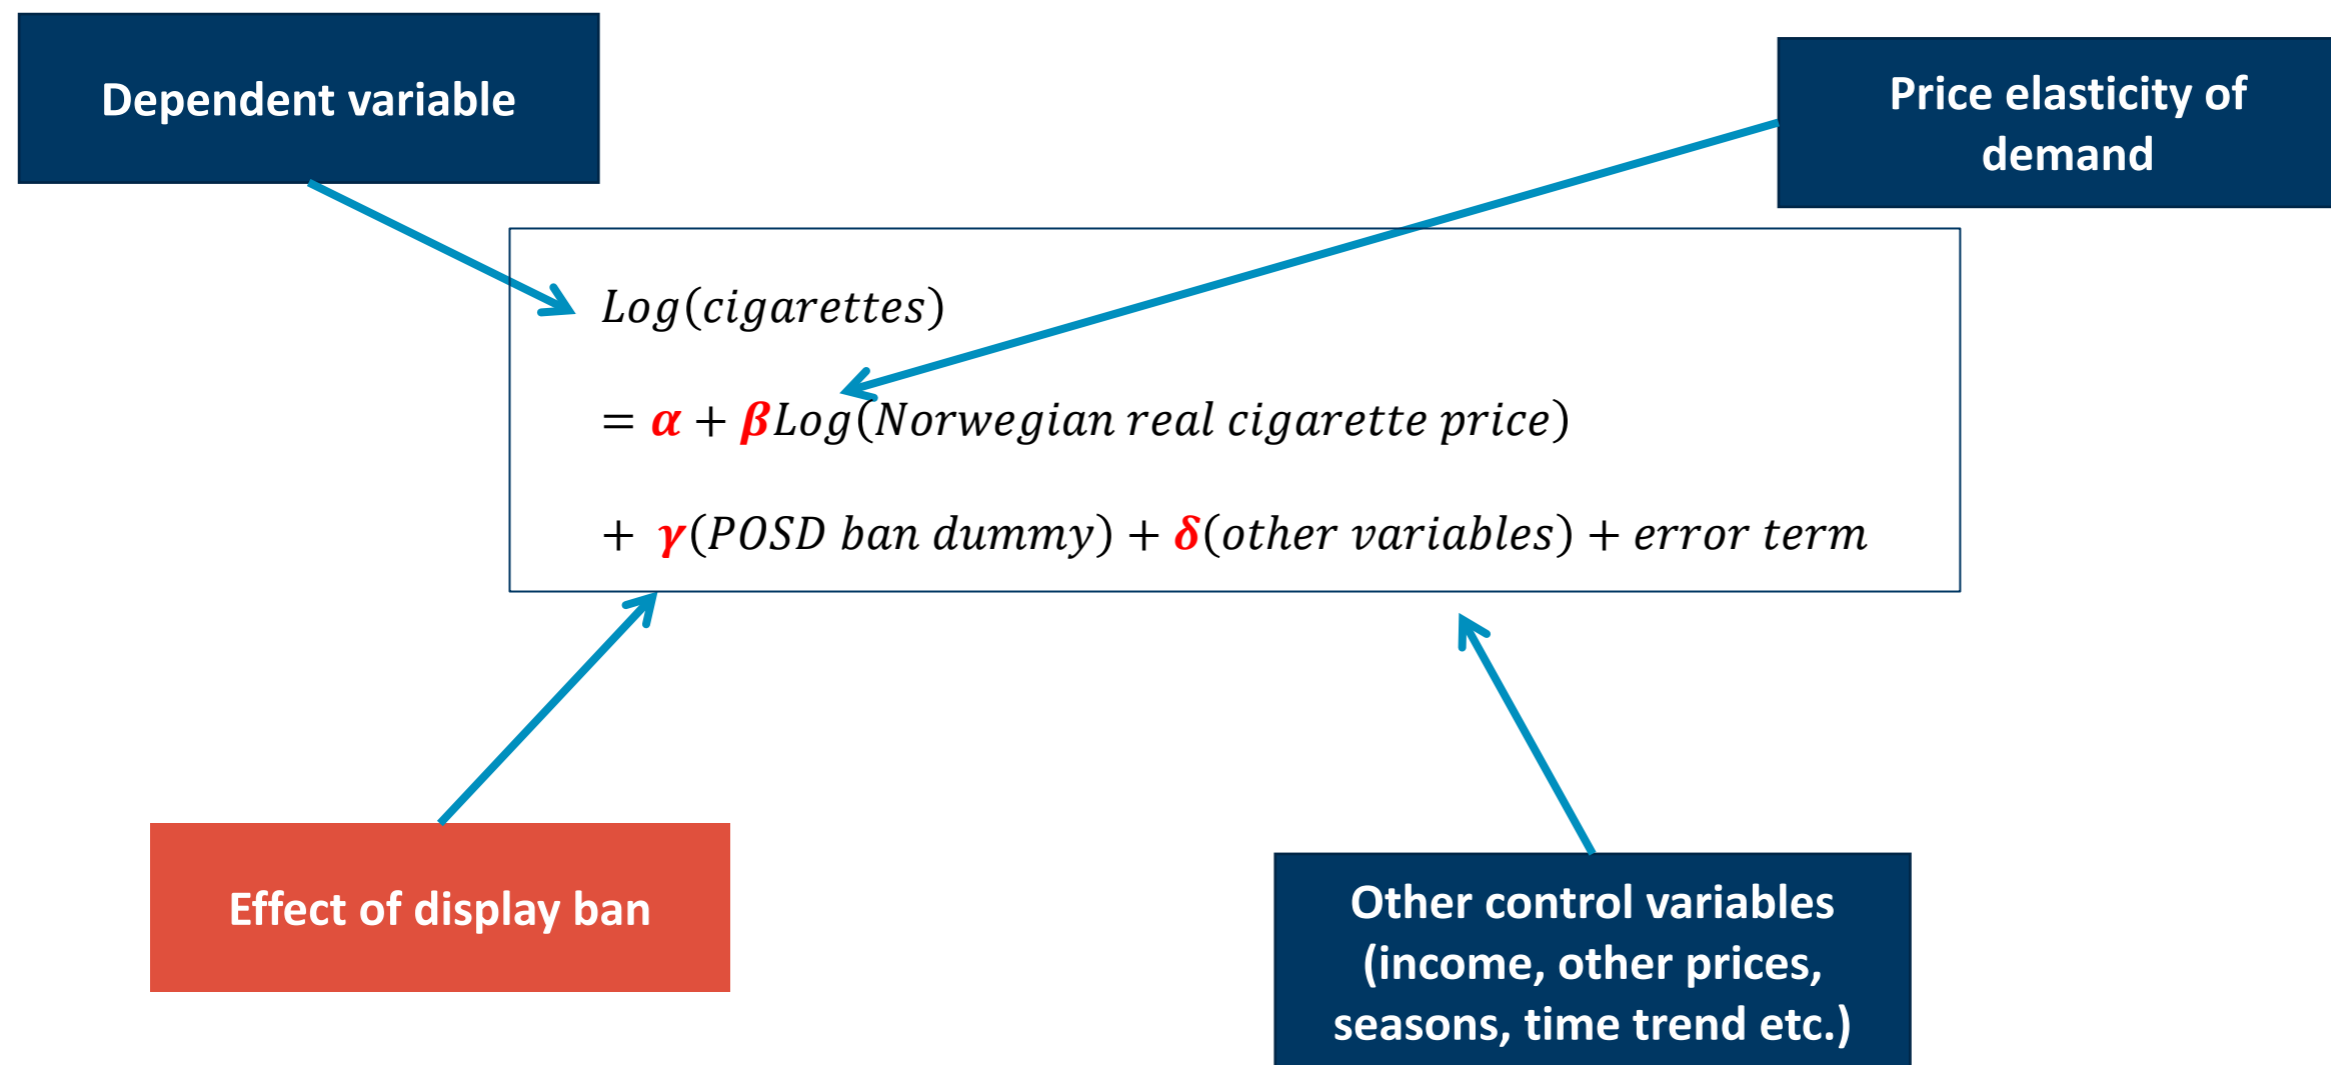 Dependent variable
Price elasticity of
demand
Log(cigarettes)
= α + βLog(Norwegian real cigarette price)
+ γ(POSD ban dummy) + δ(other variables) + error term
Effect of display ban
Other control variables
(income, other prices,
seasons, time trend etc.)